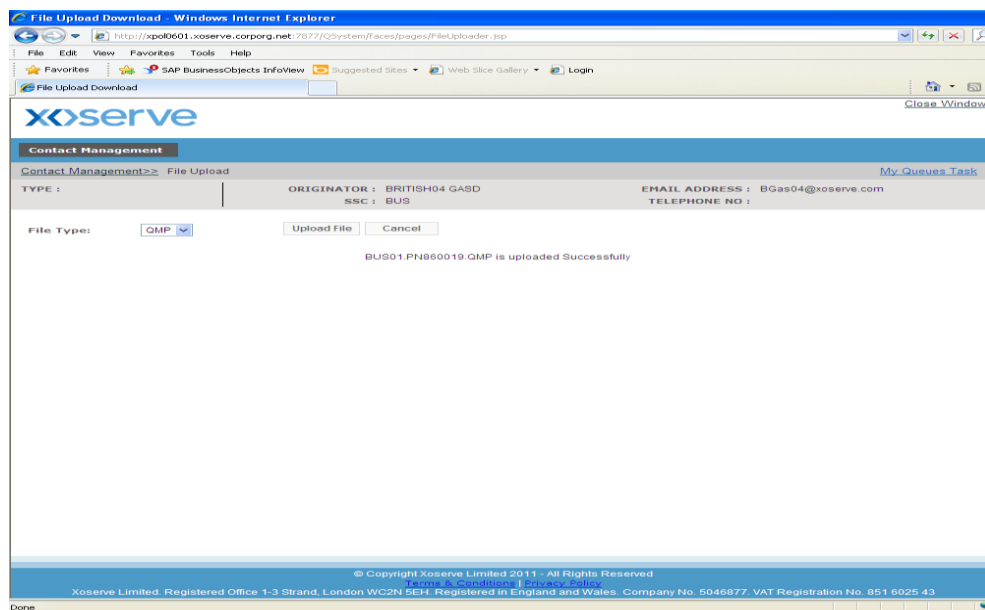 File Upload Download - Windows Internet Explorer
http://xpol0601.xoserve.corporg.net:7877/QSystem/faces/pages/FileUploader.jsp
File Edit View Favorites Tools Help
Favorites SAP BusinessObjects InfoView Suggested Sites Web Slice Gallery Login
File Upload Download
Close Window
xoserve
Contact Management
Contact Management>> File Upload My Queues Task
TYPE : ORIGINATOR : BRITISH04 GASD EMAIL ADDRESS : BGas04@xoserve.com
SSC : BUS TELEPHONE NO :
File Type: QMP Upload File Cancel
BUS01.PN860019.QMP is uploaded Successfully
© Copyright Xoserve Limited 2011 - All Rights Reserved
Terms & Conditions | Privacy Policy
Xoserve Limited. Registered Office 1-3 Strand, London WC2N 5EH. Registered in England and Wales. Company No. 5046877. VAT Registration No. 851 6025 43
Done